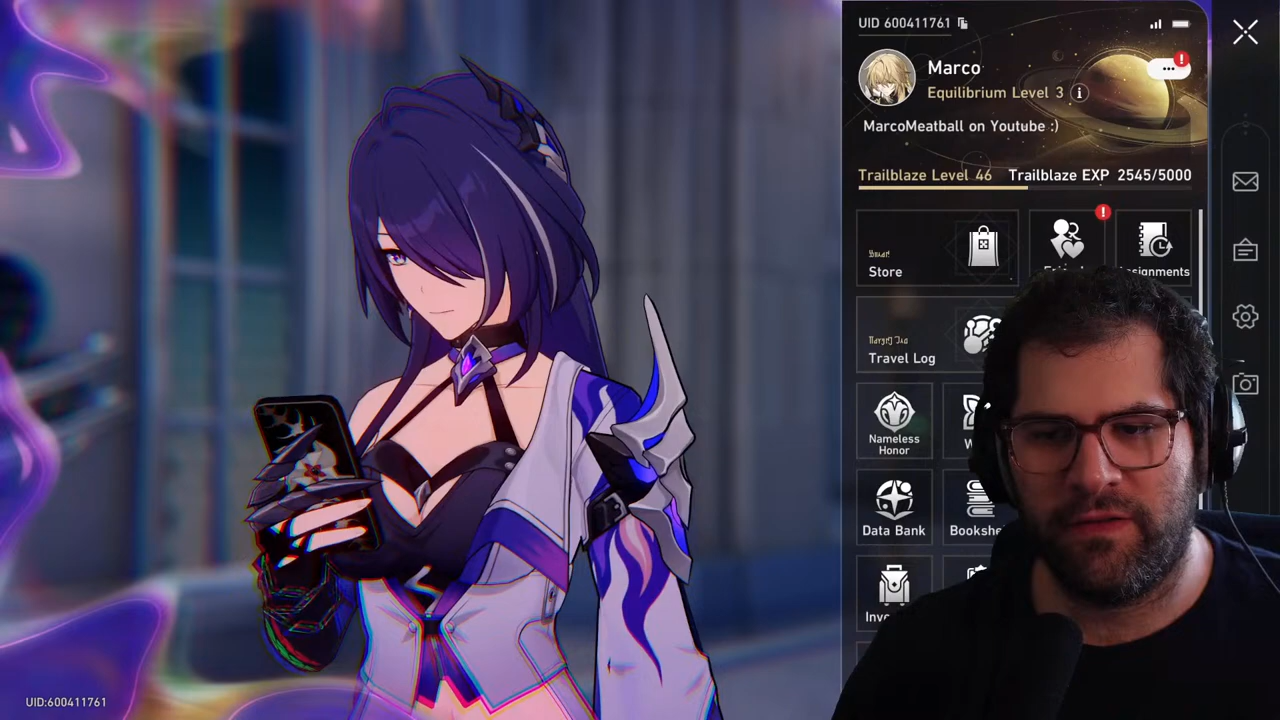 UID 600411761
Marco
Equilibrium Level 3
MarcoMeatball on Youtube :)
Trailblaze Level 46 Trailblaze EXP 2545/5000
Store
Travel Log
Nameless
Honor
Data Bank
UID:600411761